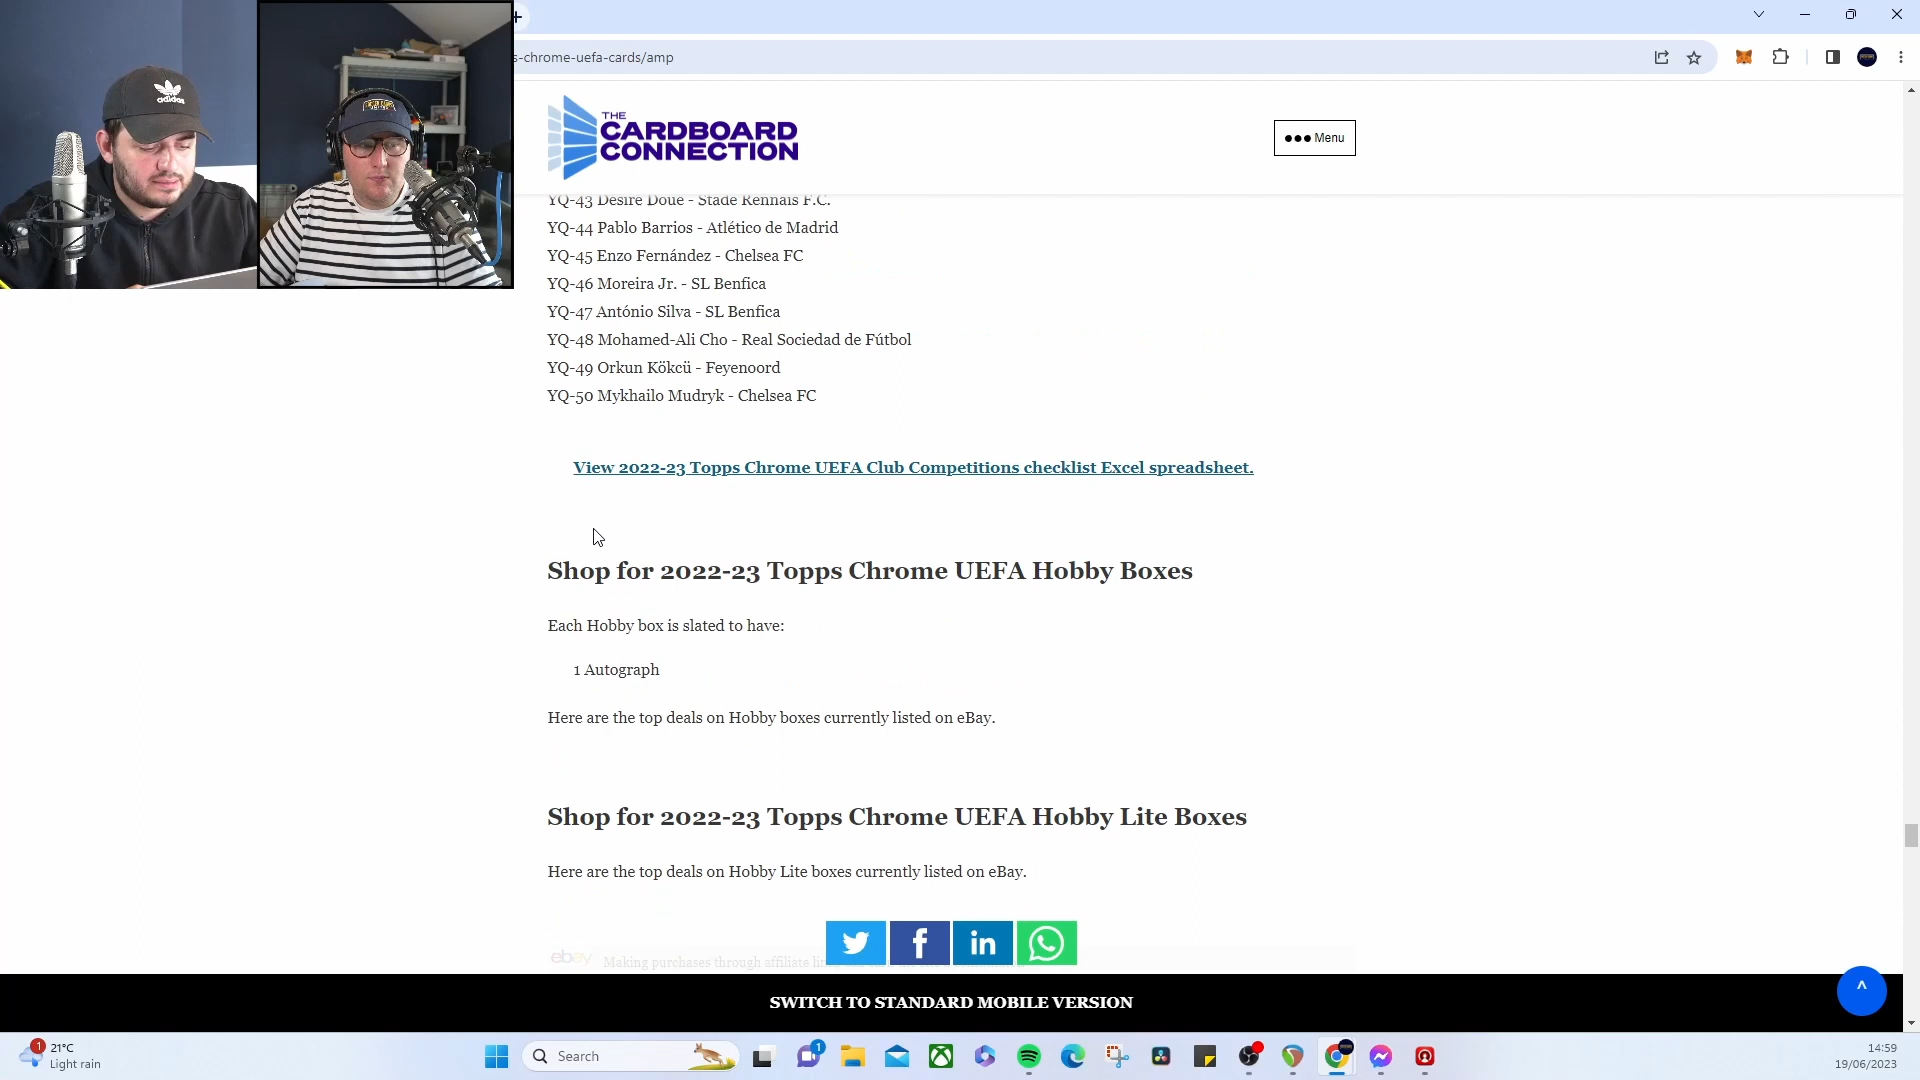 adidas
s-chrome-uefa-cards/amp
THE
CARDBOARD
CONNECTION
Menu
YQ-43 Désiré Doué - Stade Rennais F.C.
YQ-44 Pablo Barrios - Atlético de Madrid
YQ-45 Enzo Fernández - Chelsea FC
YQ-46 Moreira Jr. - SL Benfica
YQ-47 António Silva - SL Benfica
YQ-48 Mohamed-Ali Cho - Real Sociedad de Fútbol
YQ-49 Orkun Kökcü - Feyenoord
YQ-50 Mykhailo Mudryk - Chelsea FC
View 2022-23 Topps Chrome UEFA Club Competitions checklist Excel spreadsheet.
Shop for 2022-23 Topps Chrome UEFA Hobby Boxes
Each Hobby box is slated to have:
1 Autograph
Here are the top deals on Hobby boxes currently listed on eBay.
Shop for 2022-23 Topps Chrome UEFA Hobby Lite Boxes
Here are the top deals on Hobby Lite boxes currently listed on eBay.
ebay Making purchases through affiliate
SWITCH TO STANDARD MOBILE VERSION
^
1
21°C
Light rain
Search
1
14:59
19/06/2023